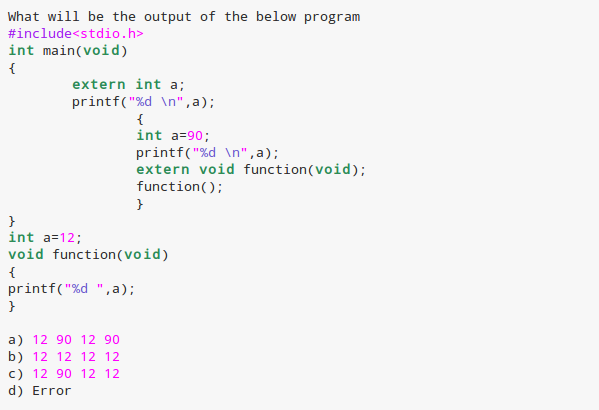 What will be the output of the below program
#include<stdio.h>
int main(void)
{
        extern int a;
        printf("%d \n",a);
                {
                int a=90;
                printf("%d \n",a);
                extern void function(void);
                function();
                }
}
int a=12;
void function(void)
{
printf("%d ",a);
}

a) 12 90 12 90
b) 12 12 12 12
c) 12 90 12 12
d) Error